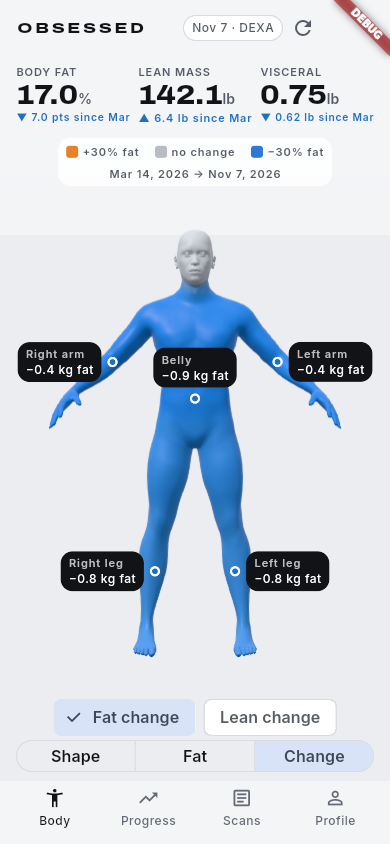 OBSESSED
Nov 7 · DEXA
DEBUG
BODY FAT
17.0%
▼ 7.0 pts since Mar
LEAN MASS
142.1lb
▲ 6.4 lb since Mar
VISCERAL
0.75lb
▼ 0.62 lb since Mar
+30% fat
no change
−30% fat
Mar 14, 2026 → Nov 7, 2026
Right arm
−0.4 kg fat
Belly
−0.9 kg fat
Left arm
−0.4 kg fat
Right leg
−0.8 kg fat
Left leg
−0.8 kg fat
Fat change
Lean change
Shape
Fat
Change
Body
Progress
Scans
Profile